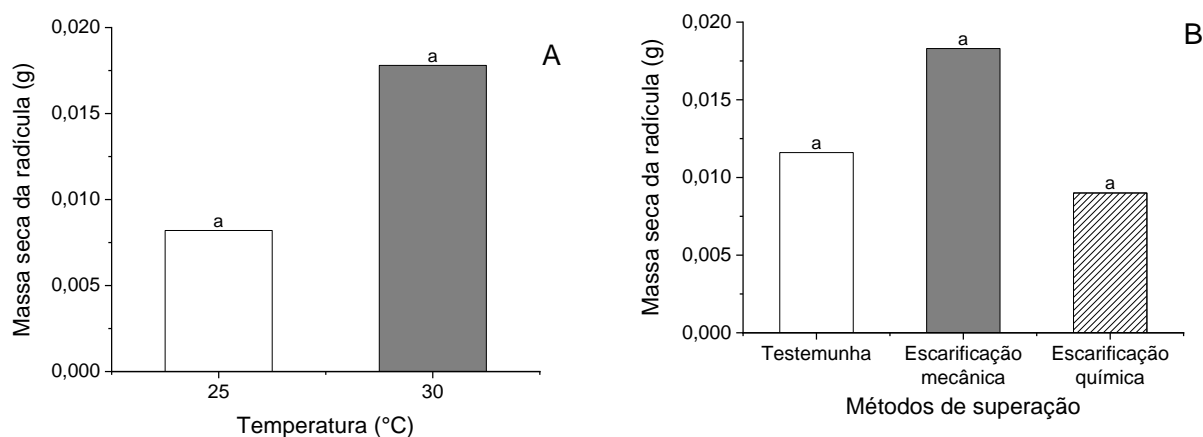 A
Massa seca da radícula (g)
0,020
0,015
0,010
0,005
0,000
a
a
25
30
Temperatura (°C)
B
Massa seca da radícula (g)
0,020
0,015
0,010
0,005
0,000
a
a
a
Testemunha
Escarificação
mecânica
Escarificação
química
Métodos de superação